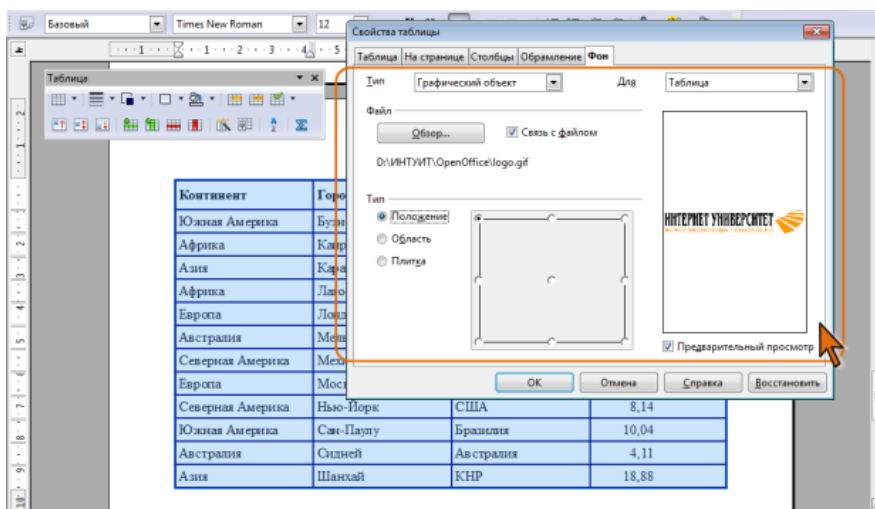 Базовый Times New Roman 12
Свойства таблицы
Таблица На странице Столбцы Обрамление Фон
Тип Графический объект Для Таблица
Файл
Обзор... Связь с файлом
D:\ИНТУИТ\OpenOffice\logo.gif
Тип
Положение
Область
Плитка
ИНТЕРНЕТ УНИВЕРСИТЕТ
Предварительный просмотр
OK Отмена Справка Восстановить
Таблица
Континент
Южная Америка
Африка
Азия
Африка
Европа
Австралия
Северная Америка
Европа
Северная Америка Нью-Йорк США 8,14
Южная Америка Сан-Паулу Бразилия 10,04
Австралия Сидней Австралия 4,11
Азия Шанхай КНР 18,88